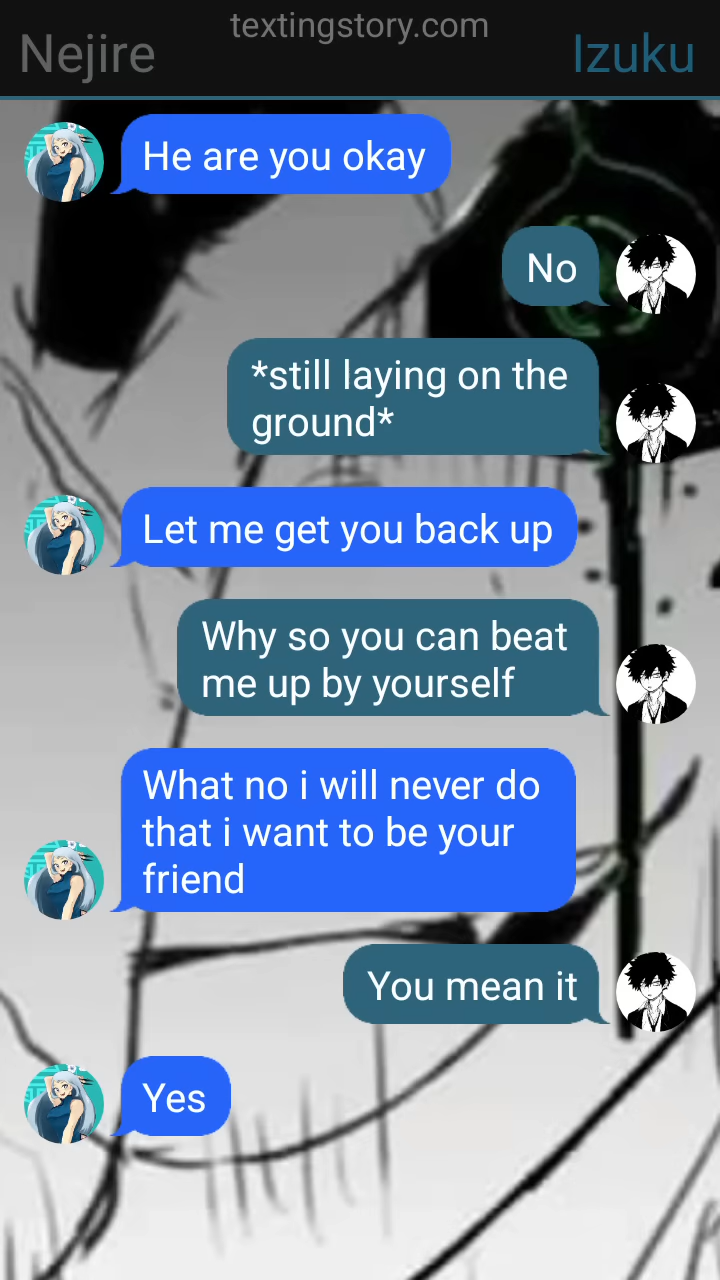 textingstory.com
Nejire
Izuku
He are you okay
No
*still laying on the
ground*
Let me get you back up
Why so you can beat
me up by yourself
What no i will never do
that i want to be your
friend
You mean it
Yes